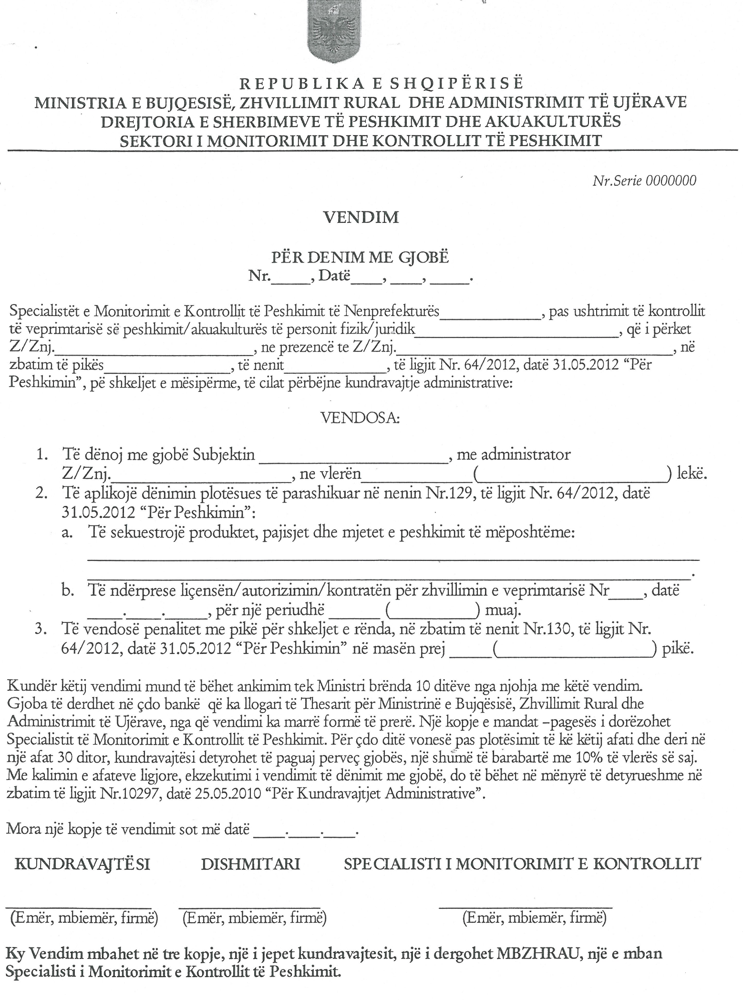 REPUBLIKA E SHQIPËRISË
MINISTRIA E BUJQESISË, ZHVILLIMIT RURAL DHE ADMINISTRIMIT TË UJËRAVE
DREJTORIA E SHERBIMEVE TË PESHKIMIT DHE AKUAKULTURËS
SEKTORI I MONITORIMIT DHE KONTROLLIT TË PESHKIMIT
Nr.Serie 0000000
VENDIM
PËR DENIM ME GJOBË
Nr._____, Datë____, ____, _____.
Specialistët e Monitorimit e Kontrollit të Peshkimit të Nenprefekturës_____________, pas ushtrimit të kontrollit
të veprimtarisë së peshkimit/akuakulturës të personit fizik/juridik__________________________, që i përket
Z/Znj._________________________, ne prezencë te Z/Znj.___________________________________, në
zbatim të pikës________________, të nenit_____________, të ligjit Nr. 64/2012, datë 31.05.2012 “Për
Peshkimin”, pë shkeljet e mësipërme, të cilat përbëjne kundravajtje administrative:
VENDOSA:
1. Të dënoj me gjobë Subjektin ______________________, me administrator
Z/Znj._____________________, ne vlerën_____________(______________________) lekë.
2. Të aplikojë dënimin plotësues të parashikuar në nenin Nr.129, të ligjit Nr. 64/2012, datë
31.05.2012 “Për Peshkimin”:
a. Të sekuestrojë produktet, pajisjet dhe mjetet e peshkimit të mëposhtëme:
_______________________________________________________________________
______________________________________________________________________.
b. Të ndërprese liçensën/autorizimin/kontratën për zhvillimin e veprimtarisë Nr____, datë
____.____._____, për një periudhë ______ (__________) muaj.
3. Të vendosë penalitet me pikë për shkeljet e rënda, në zbatim të nenit Nr.130, të ligjit Nr.
64/2012, datë 31.05.2012 “Për Peshkimin” në masën prej _____(__________________) pikë.
Kundër këtij vendimi mund të bëhet ankimim tek Ministri brënda 10 ditëve nga njohja me këtë vendim.
Gjoba të derdhet në çdo bankë që ka llogari të Thesarit për Ministrinë e Bujqësisë, Zhvillimit Rural dhe
Administrimit të Ujërave, nga që vendimi ka marrë formë të prerë. Një kopje e mandat –pagesës i dorëzohet
Specialistit të Monitorimit e Kontrollit të Peshkimit. Për çdo ditë vonesë pas plotësimit të kë këtij afati dhe deri në
një afat 30 ditor, kundravajtësi detyrohet të paguaj perveç gjobës, një shumë të barabartë me 10% të vlerës së saj.
Me kalimin e afateve ligjore, ekzekutimi i vendimit të dënimit me gjobë, do të bëhet në mënyrë të detyrueshme në
zbatim të ligjit Nr.10297, datë 25.05.2010 “Për Kundravajtjet Administrative”.
Mora një kopje të vendimit sot më datë ____.____.____.
KUNDRAVAJTËSI DISHMITARI SPECIALISTI I MONITORIMIT E KONTROLLIT
(Emër, mbiemër, firmë) (Emër, mbiemër, firmë) (Emër, mbiemër, firmë)
Ky Vendim mbahet në tre kopje, një i jepet kundravajtesit, një i dergohet MBZHRAU, një e mban
Specialisti i Monitorimit e Kontrollit të Peshkimit.